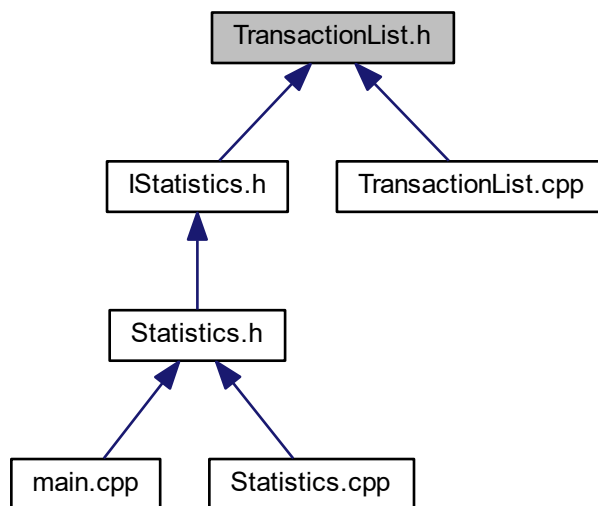 TransactionList.h
IStatistics.h
TransactionList.cpp
Statistics.h
main.cpp
Statistics.cpp